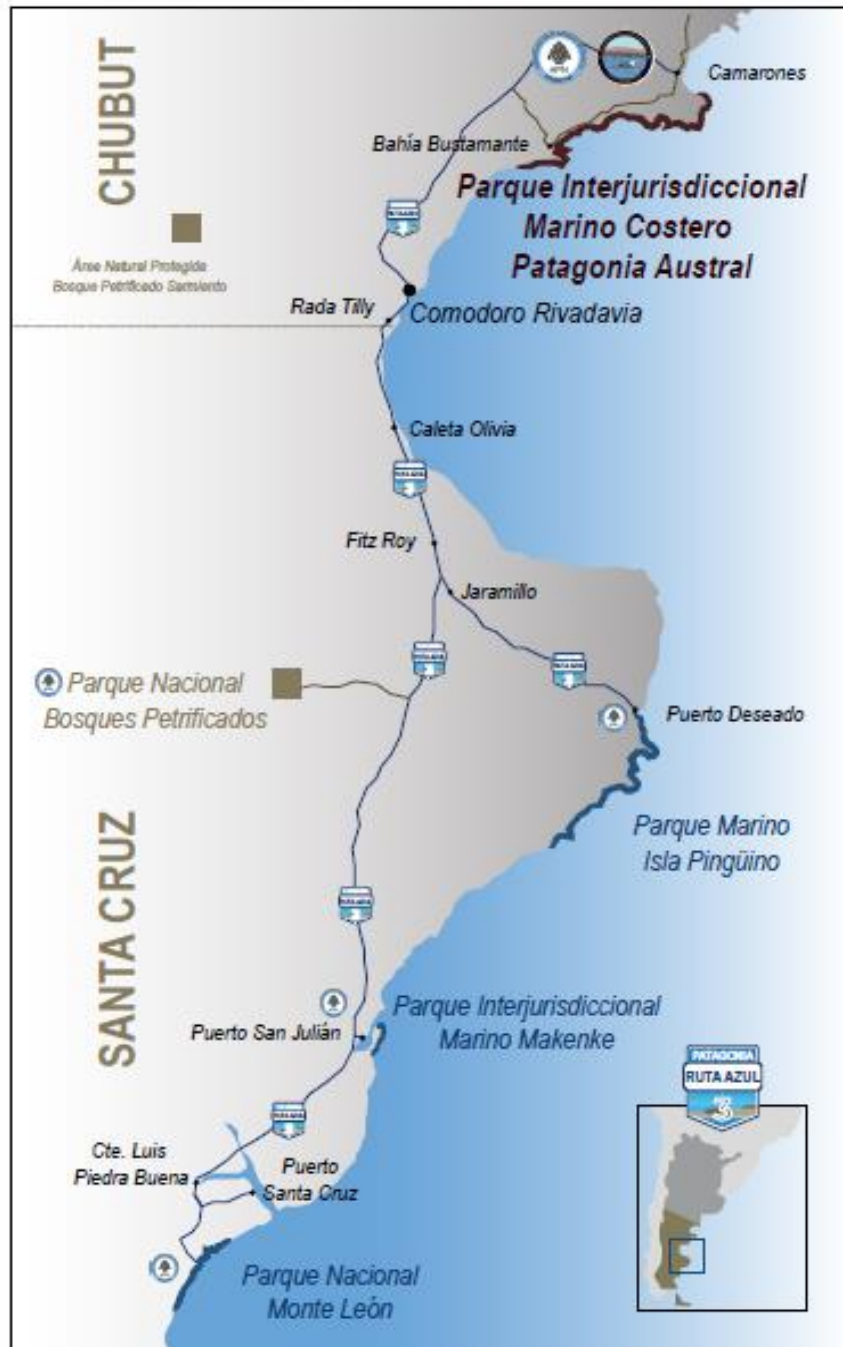 CHUBUT
Camarones
Bahía Bustamante
Parque Interjurisdiccional
Marino Costero
Patagonia Austral
Área Natural Protegida
Bosque Petrificado Sarmiento
Rada Tilly
Comodoro Rivadavia
Caleta Olivia
Fitz Roy
Jaramillo
Parque Nacional
Bosques Petrificados
Puerto Deseado
Parque Marino
Isla Pingüino
SANTA CRUZ
Parque Interjurisdiccional
Marino Makenke
Puerto San Julián
PATAGONIA
RUTA AZUL
3
Cte. Luis
Piedra Buena
Puerto
Santa Cruz
Parque Nacional
Monte León